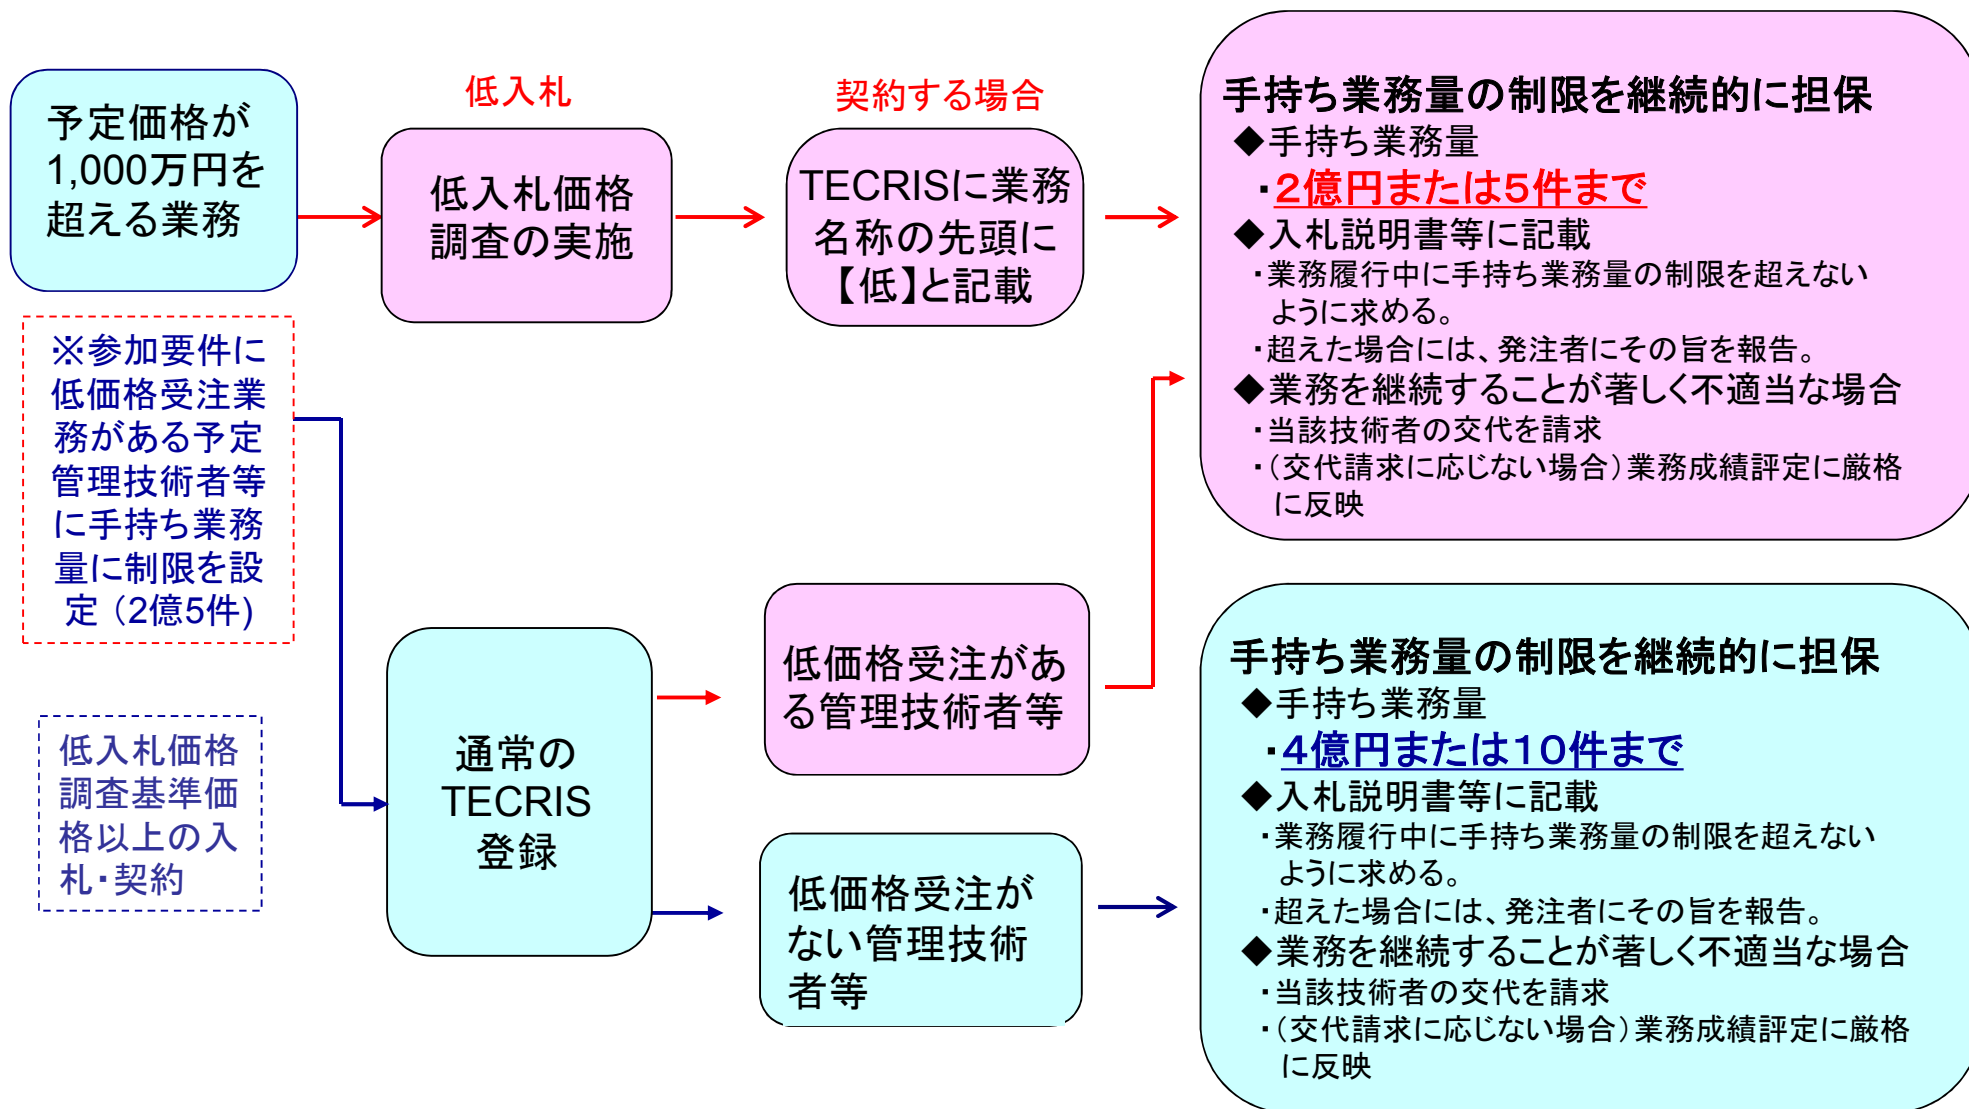 予定価格が
1,000万円を
超える業務
低入札
低入札価格
調査の実施
契約する場合
TECRISに業務
名称の先頭に
【低】と記載
手持ち業務量の制限を継続的に担保
◆手持ち業務量
・2億円または5件まで
◆入札説明書等に記載
・業務履行中に手持ち業務量の制限を超えない
ように求める。
・超えた場合には、発注者にその旨を報告。
◆業務を継続することが著しく不適当な場合
・当該技術者の交代を請求
・(交代請求に応じない場合)業務成績評定に厳格
に反映
※参加要件に
低価格受注業
務がある予定
管理技術者等
に手持ち業務
量に制限を設
定(2億5件)
低入札価格
調査基準価
格以上の入
札・契約
通常の
TECRIS
登録
低価格受注があ
る管理技術者等
低価格受注が
ない管理技術
者等
手持ち業務量の制限を継続的に担保
◆手持ち業務量
・4億円または10件まで
◆入札説明書等に記載
・業務履行中に手持ち業務量の制限を超えない
ように求める。
・超えた場合には、発注者にその旨を報告。
◆業務を継続することが著しく不適当な場合
・当該技術者の交代を請求
・(交代請求に応じない場合)業務成績評定に厳格
に反映